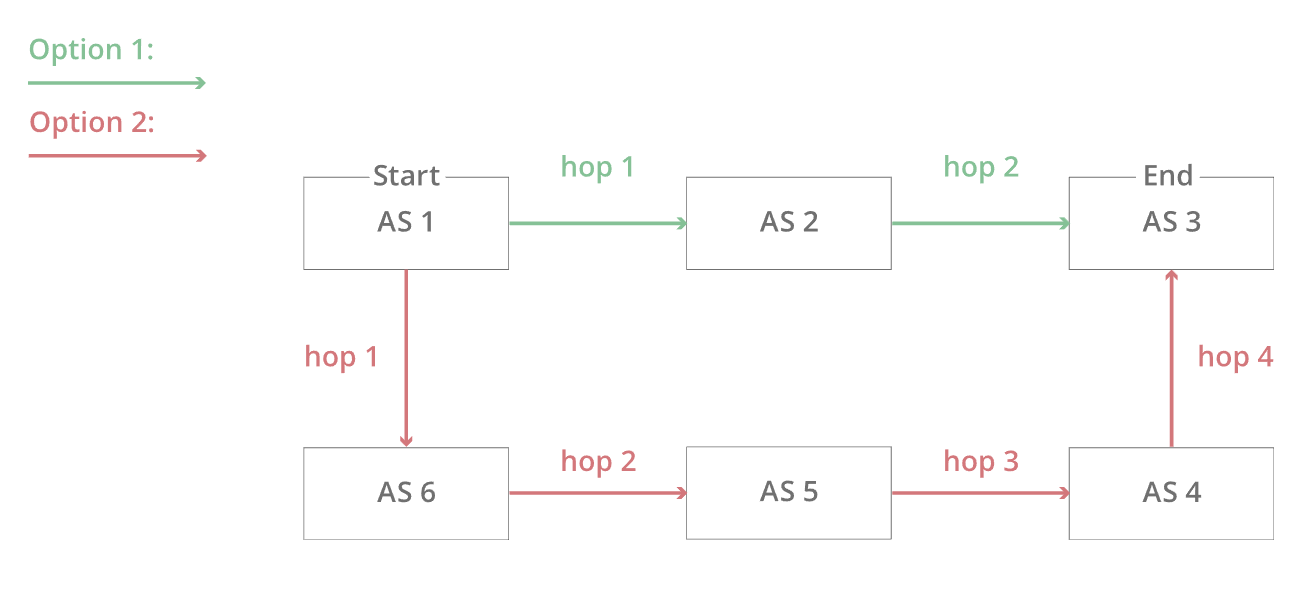 Option 1:
Option 2:
Start
hop 1
hop 2
End
AS 1
AS 2
AS 3
hop 1
hop 4
hop 2
hop 3
AS 6
AS 5
AS 4